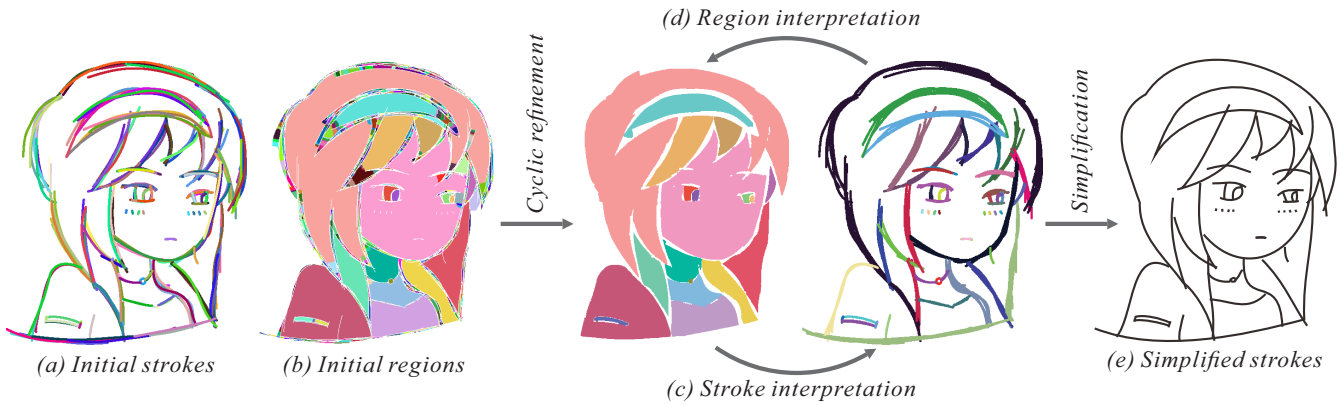 (d) Region interpretation
Cyclic refinement
Simplification
(a) Initial strokes
(b) Initial regions
(c) Stroke interpretation
(e) Simplified strokes